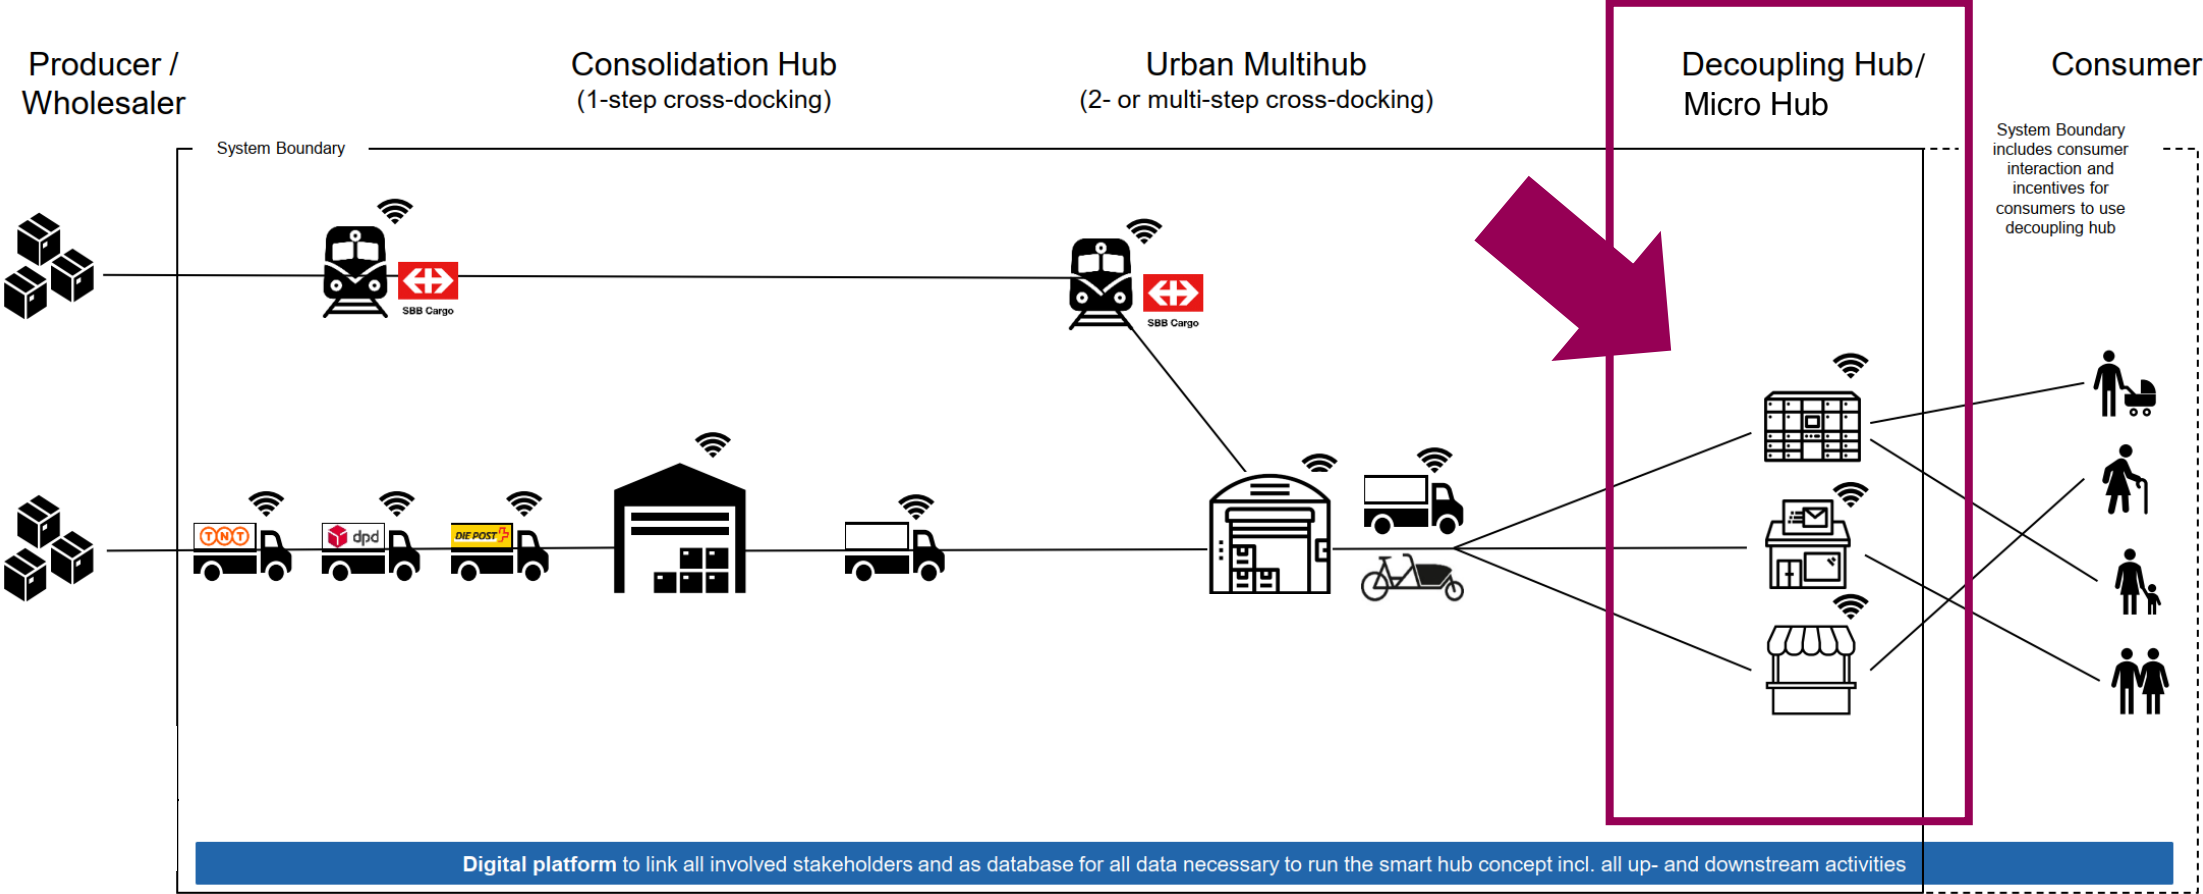 Producer /
Wholesaler
Consolidation Hub
(1-step cross-docking)
Urban Multihub
(2- or multi-step cross-docking)
Decoupling Hub/
Micro Hub
Consumer
System Boundary
System Boundary
includes consumer
interaction and
incentives for
consumers to use
decoupling hub
SBB Cargo
SBB Cargo
TNT
dpd
DIE POST
Digital platform to link all involved stakeholders and as database for all data necessary to run the smart hub concept incl. all up- and downstream activities